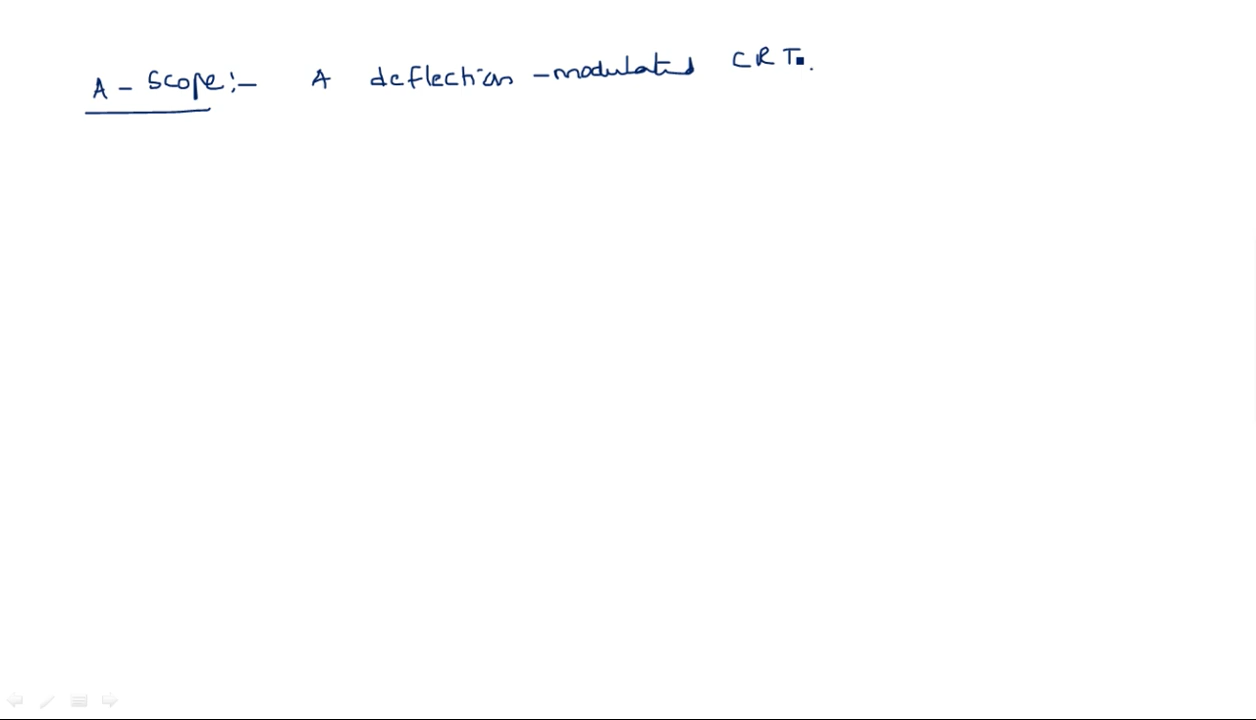 A - Scope :- A deflection - modulated CRT.